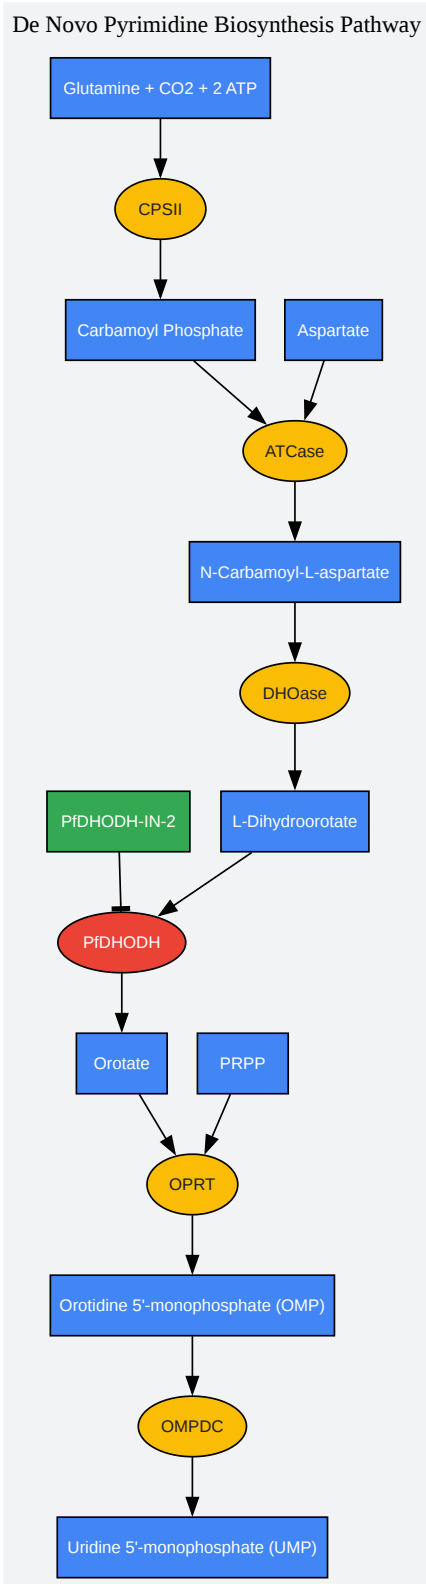 De Novo Pyrimidine Biosynthesis Pathway
Glutamine + CO2 + 2 ATP
CPSII
Carbamoyl Phosphate
Aspartate
ATCase
N-Carbamoyl-L-aspartate
DHOase
PfDHODH-IN-2
L-Dihydroorotate
PfDHODH
Orotate
PRPP
OPRT
Orotidine 5'-monophosphate (OMP)
OMPDC
Uridine 5'-monophosphate (UMP)